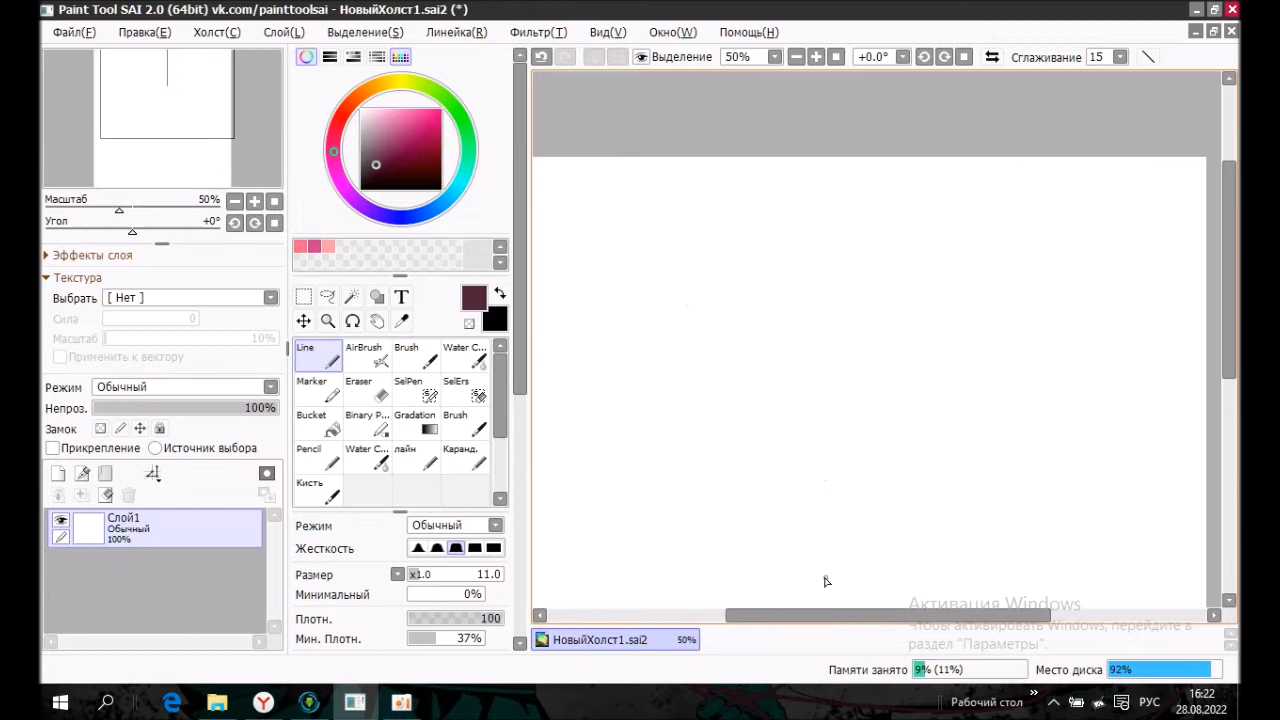 Paint Tool SAI 2.0 (64bit) vk.com/painttoolsai - НовыйХолст1.sai2 (*)
Файл(F) Правка(E) Холст(C) Слой(L) Выделение(S) Линейка(R) Фильтр(T) Вид(V) Окно(W) Помощь(H)
Выделение 50% +0.0° Сглаживание 15
Масштаб 50%
Угол +0°
Эффекты слоя
Текстура
Выбрать [ Нет ]
Сила 0
Масштаб 10%
Применить к вектору
Режим Обычный
Непроз. 100%
Замок
Прикрепление Источник выбора
Слой1
Обычный
100%
T
Line AirBrush Brush Water C...
Marker Eraser SelPen SelErs
Bucket Binary P... Gradation Brush
Pencil Water C... лайн Каранд.
Кисть
Режим Обычный
Жесткость
Размер x1.0 11.0
Минимальный 0%
Плотн. 100
Мин. Плотн. 37%
Активация Windows
Чтобы активировать Windows, перейдите в
раздел "Параметры".
НовыйХолст1.sai2 50%
Памяти занято 9% (11%) Место диска 92%
Рабочий стол » РУС 16:22
28.08.2022